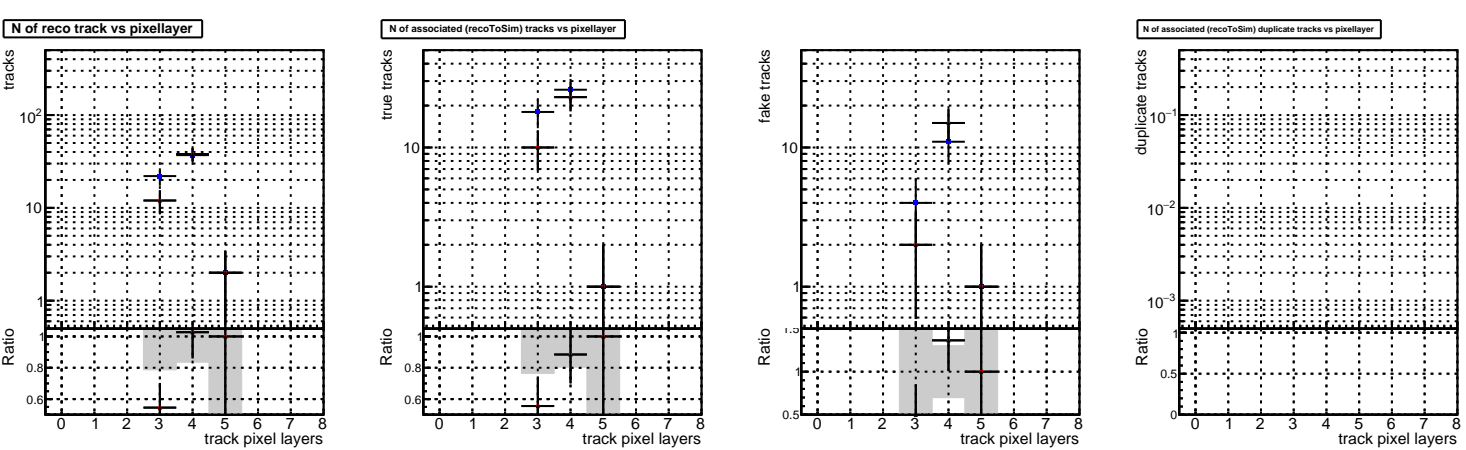 N of reco track vs pixellayer
tracks
10²
10
1
Ratio
1
0.8
0.6
0 1 2 3 4 5 6 7 8
track pixel layers
N of associated (recoToSim) tracks vs pixellayer
true tracks
10
1
Ratio
1
0.8
0.6
0 1 2 3 4 5 6 7 8
track pixel layers
fake tracks
10
1
Ratio
1.5
1
0.5
0 1 2 3 4 5 6 7 8
track pixel layers
N of associated (recoToSim) duplicate tracks vs pixellayer
duplicate tracks
10⁻¹
10⁻²
10⁻³
Ratio
1
0.5
0
0 1 2 3 4 5 6 7 8
track pixel layers